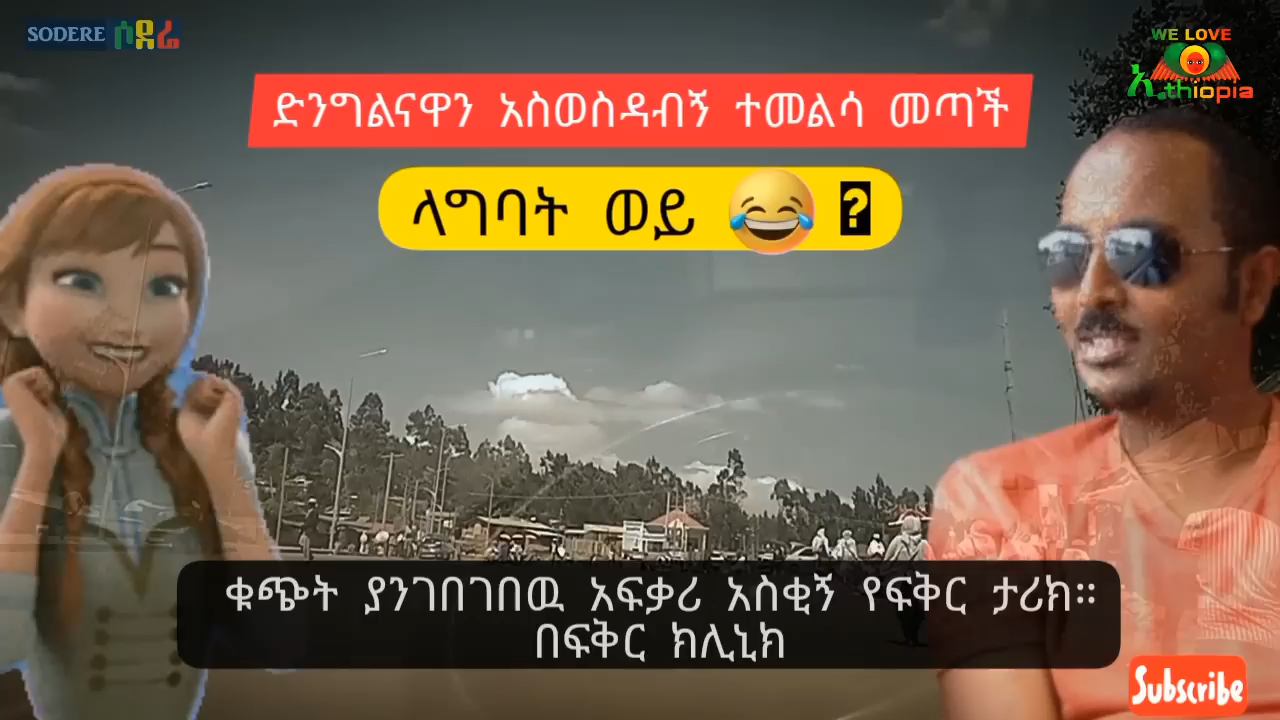 SODERE ሶደሬ
WE LOVE
ኢ.thiopia
ድንግልናዋን አስወስዳብኝ ተመልሳ መጣች
ላግባት ወይ 😂 ?
ቁጭት ያንገበገበዉ አፍቃሪ አስቂኝ የፍቅር ታሪክ።
በፍቅር ክሊኒክ
Subscribe